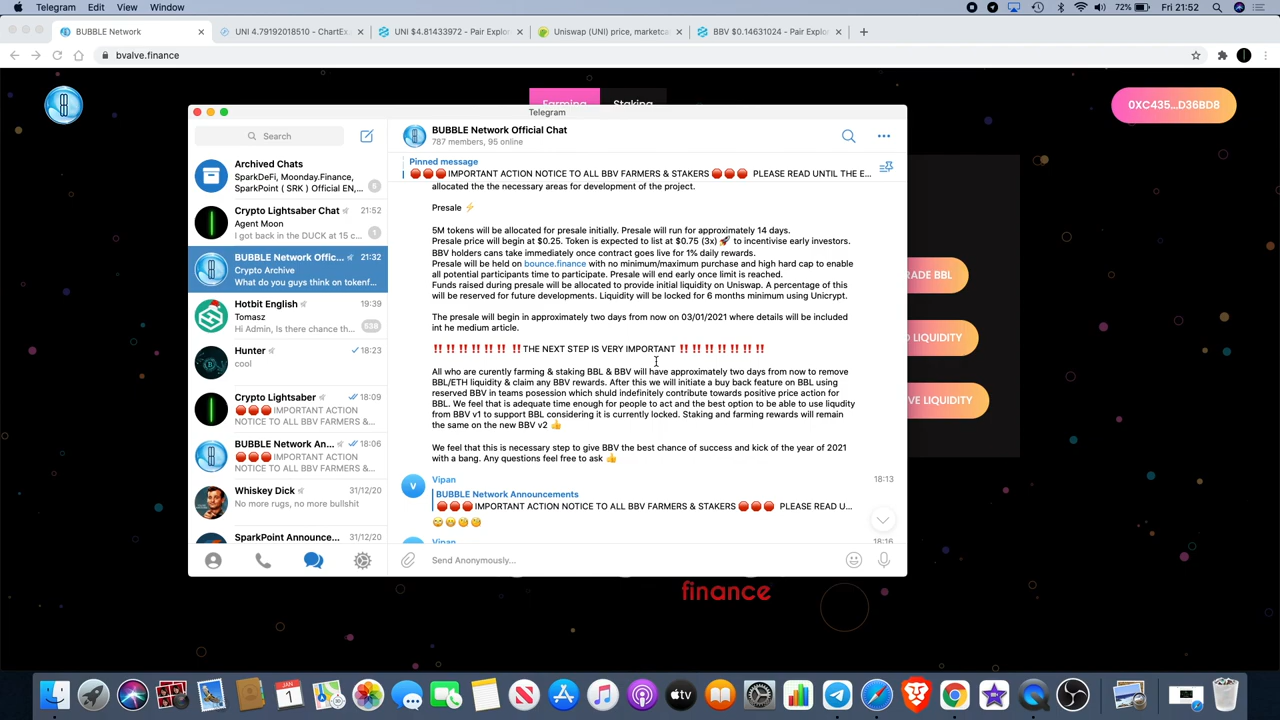 Telegram Edit View Window 72% Fri 21:52
BUBBLE Network × UNI 4.79192018510 - ChartEx. × UNI $4.81433972 - Pair Explor × Uniswap (UNI) price, marketca × BBV $0.14631024 - Pair Explo × +
bvalve.finance
Farming Staking
0XC435...D36BD8
Telegram
Search
BUBBLE Network Official Chat
787 members, 95 online
Archived Chats
SparkDeFi, Moonday.Finance,
SparkPoint ( SRK ) Official EN,... 5
Crypto Lightsaber Chat 21:52
Agent Moon
I got back in the DUCK at 15 c... 1
BUBBLE Network Offic... 21:32
Crypto Archive
What do you guys think on tokenf...
Hotbit English 19:39
Tomasz
Hi Admin, Is there chance th... 538
Hunter 18:23
cool
Crypto Lightsaber 18:09
🔴🔴🔴IMPORTANT ACTION
NOTICE TO ALL BBV FARMERS &...
BUBBLE Network An... 18:06
🔴🔴🔴IMPORTANT ACTION
NOTICE TO ALL BBV FARMERS &...
Whiskey Dick 31/12/20
No more rugs, no more bullshit
SparkPoint Announce... 31/12/20
Pinned message
🔴🔴🔴IMPORTANT ACTION NOTICE TO ALL BBV FARMERS & STAKERS 🔴🔴🔴 PLEASE READ UNTIL THE E...
allocated the the necessary areas for development of the project.
Presale ⚡
5M tokens will be allocated for presale initially. Presale will run for approximately 14 days.
Presale price will begin at $0.25. Token is expected to list at $0.75 (3x) 🚀 to incentivise early investors.
BBV holders cans take immediately once contract goes live for 1% daily rewards.
Presale will be held on bounce.finance with no minimum/maximum purchase and high hard cap to enable
all potential participants time to participate. Presale will end early once limit is reached.
Funds raised during presale will be allocated to provide initial liquidity on Uniswap. A percentage of this
will be reserved for future developments. Liquidity will be locked for 6 months minimum using Unicrypt.
The presale will begin in approximately two days from now on 03/01/2021 where details will be included
int he medium article.
‼️‼️‼️‼️‼️‼️ ‼️THE NEXT STEP IS VERY IMPORTANT ‼️‼️‼️‼️‼️‼️‼️
All who are curently farming & staking BBL & BBV will have approximately two days from now to remove
BBL/ETH liquidity & claim any BBV rewards. After this we will initiate a buy back feature on BBL using
reserved BBV in teams posession which shuld indefinitely contribute towards positive price action for
BBL. We feel that is adequate time enough for people to act and the best option to be able to use liqudity
from BBV v1 to support BBL considering it is currently locked. Staking and farming rewards will remain
the same on the new BBV v2 👍
We feel that this is necessary step to give BBV the best chance of success and kick of the year of 2021
with a bang. Any questions feel free to ask 👍
V Vipan 18:13
BUBBLE Network Announcements
🔴🔴🔴IMPORTANT ACTION NOTICE TO ALL BBV FARMERS & STAKERS 🔴🔴🔴 PLEASE READ U...
Vipan 18:16
Send Anonymously...
RADE BBL
D LIQUIDITY
VE LIQUIDITY
finance
JAN
1